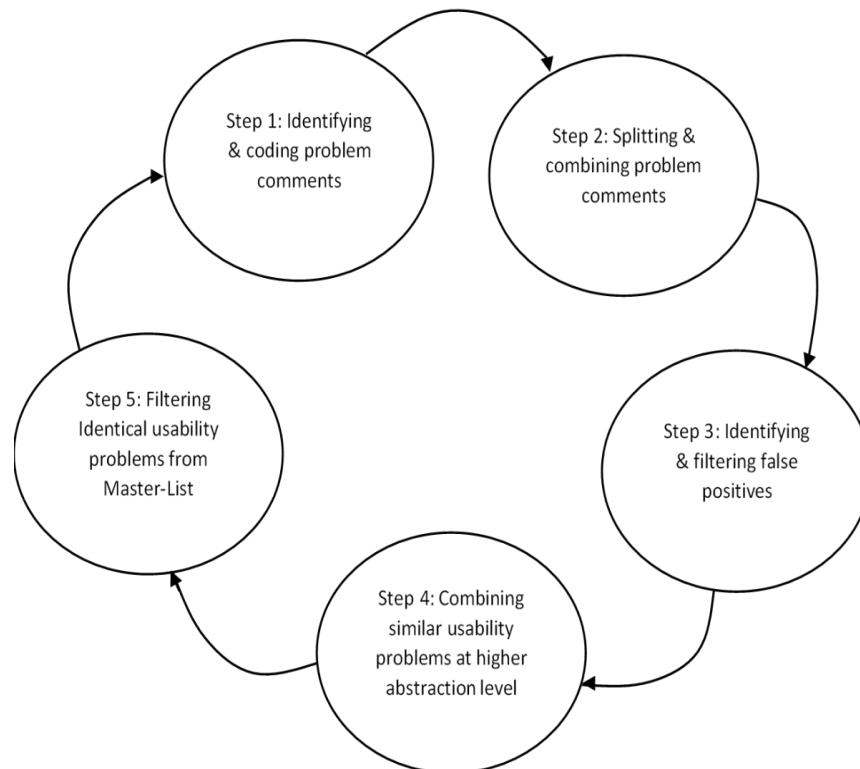 Step 1: Identifying
& coding problem
comments
Step 2: Splitting &
combining problem
comments
Step 3: Identifying
& filtering false
positives
Step 4: Combining
similar usability
problems at higher
abstraction level
Step 5: Filtering
Identical usability
problems from
Master-List